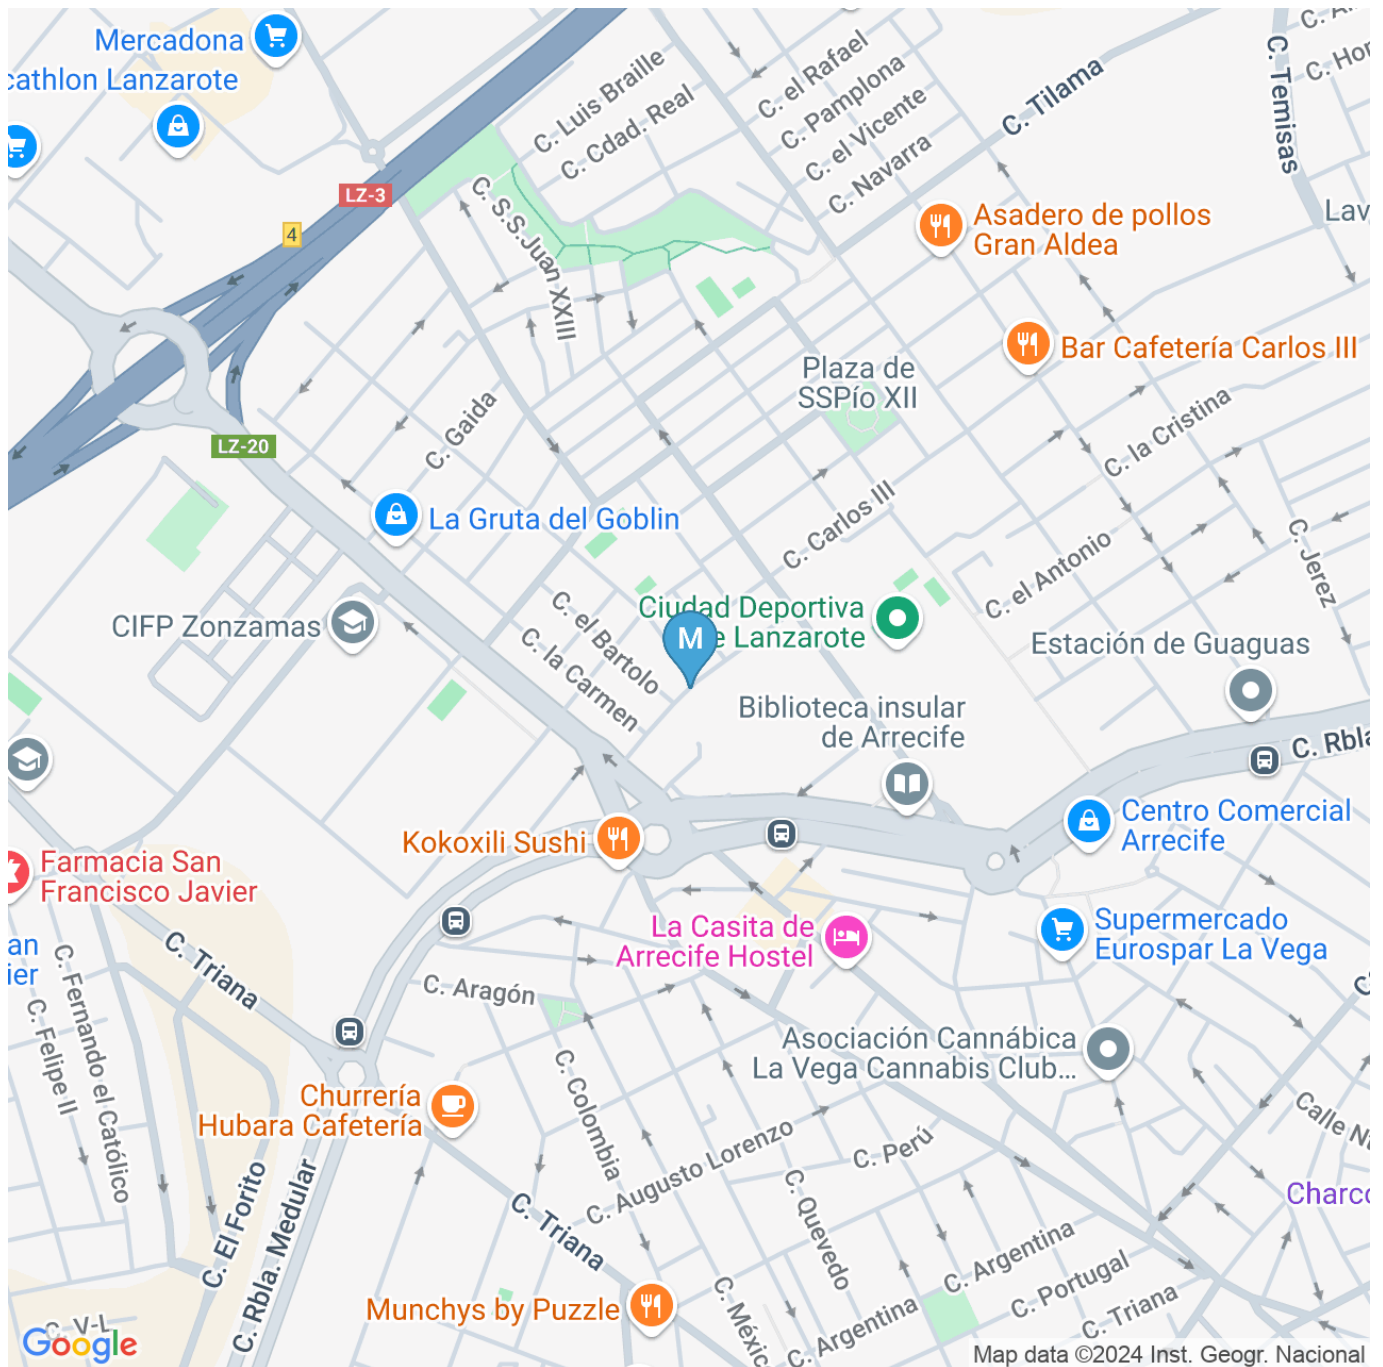 Mercadona
cathlon Lanzarote
C. Luis Braille
C. Cdad. Real
C. el Rafael
C. Pamplona
C. el Vicente
C. Navarra
C. Tilama
C. Temisas
C. Hor
LZ-3
4
C. S.S.Juan XXIII
Asadero de pollos
Gran Aldea
Lav
Bar Cafetería Carlos III
Plaza de
SSPío XII
C. la Cristina
C. Gaida
LZ-20
La Gruta del Goblin
C. Carlos III
C. el Antonio
C. Jerez
CIFP Zonzamas
C. el Bartolo
C. la Carmen
Ciudad Deportiva
e Lanzarote
M
Estación de Guaguas
Biblioteca insular
de Arrecife
C. Rbla
Centro Comercial
Arrecife
Kokoxili Sushi
Farmacia San
Francisco Javier
an
ier
La Casita de
Arrecife Hostel
Supermercado
Eurospar La Vega
C. Triana
C. Aragón
C. Fernando el Católico
C. Felipe II
Asociación Cannábica
La Vega Cannabis Club...
Churrería
Hubara Cafetería
C. Colombia
C. Augusto Lorenzo
C. Perú
C. Quevedo
Calle N
Charco
C. El Forito
C. Rbla. Medular
C. Triana
C. Argentina
C. Portugal
C. Triana
C. Argentina
C. Méxic
Munchys by Puzzle
C. V-L
Google
Map data ©2024 Inst. Geogr. Nacional